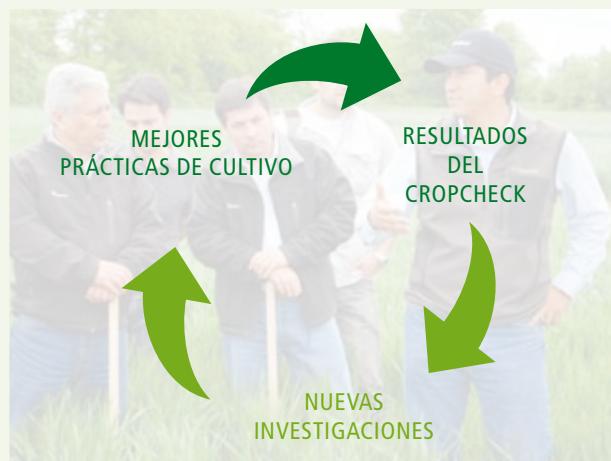 MEJORES
PRÁCTICAS DE CULTIVO
RESULTADOS
DEL
CROPCHECK
NUEVAS
INVESTIGACIONES